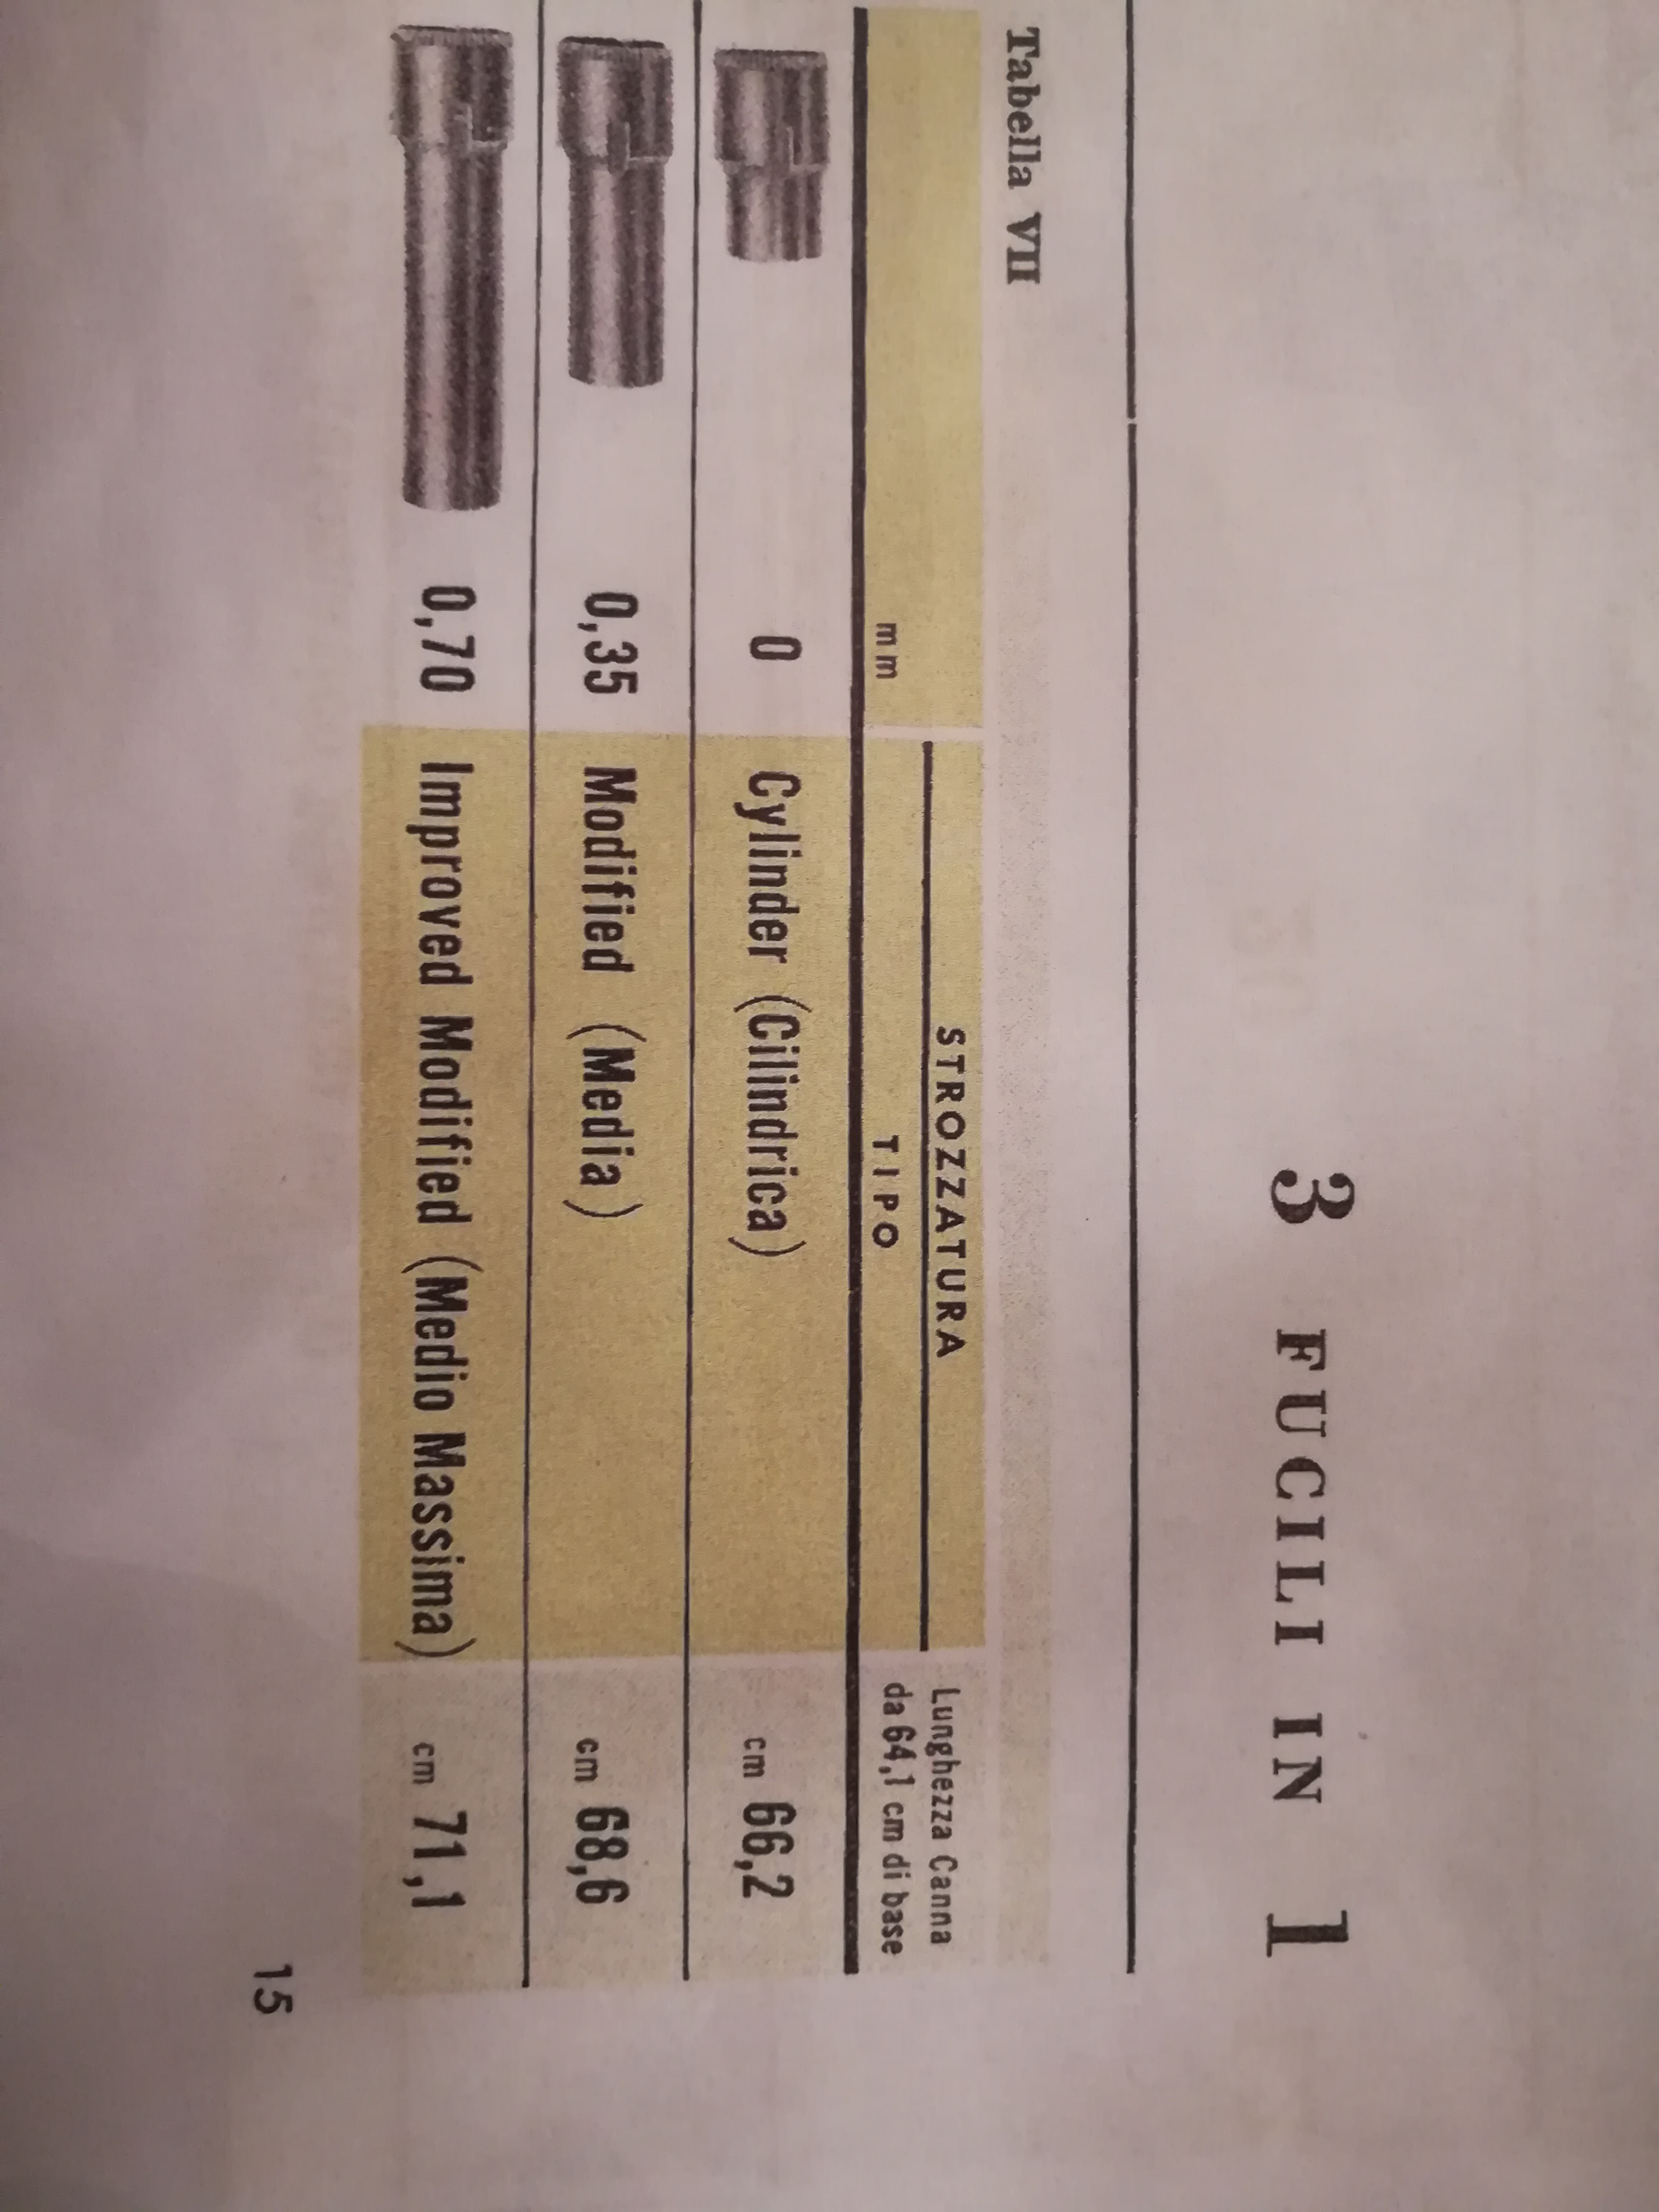 3 FUCILI IN 1
Tabella VII
STROZZATURA
Lunghezza Canna
mm
TIPO
da 64,1 cm di base
0 Cylinder (Cilindrica) cm 66,2
0,35 Modified (Media) cm 68,6
0,70 Improved Modified (Medio Massima) cm 71,1
15